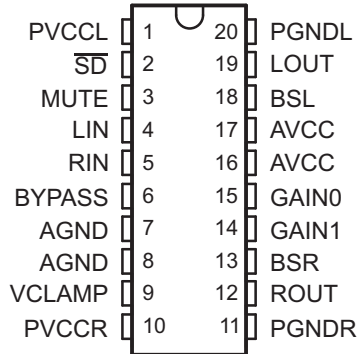 PVCCL 1 20 PGNDL
SD 2 19 LOUT
MUTE 3 18 BSL
LIN 4 17 AVCC
RIN 5 16 AVCC
BYPASS 6 15 GAIN0
AGND 7 14 GAIN1
AGND 8 13 BSR
VCLAMP 9 12 ROUT
PVCCR 10 11 PGNDR